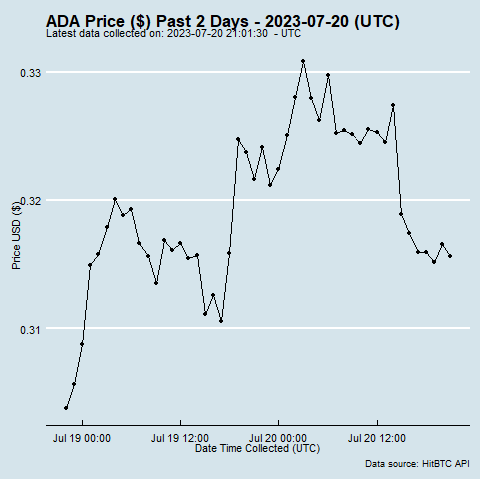 ADA Price ($) Past 2 Days - 2023-07-20 (UTC)
Latest data collected on: 2023-07-20 21:01:30  - UTC
0.33
0.32
0.31
Price USD ($)
Jul 19 00:00
Jul 19 12:00
Jul 20 00:00
Jul 20 12:00
Date Time Collected (UTC)
Data source: HitBTC API